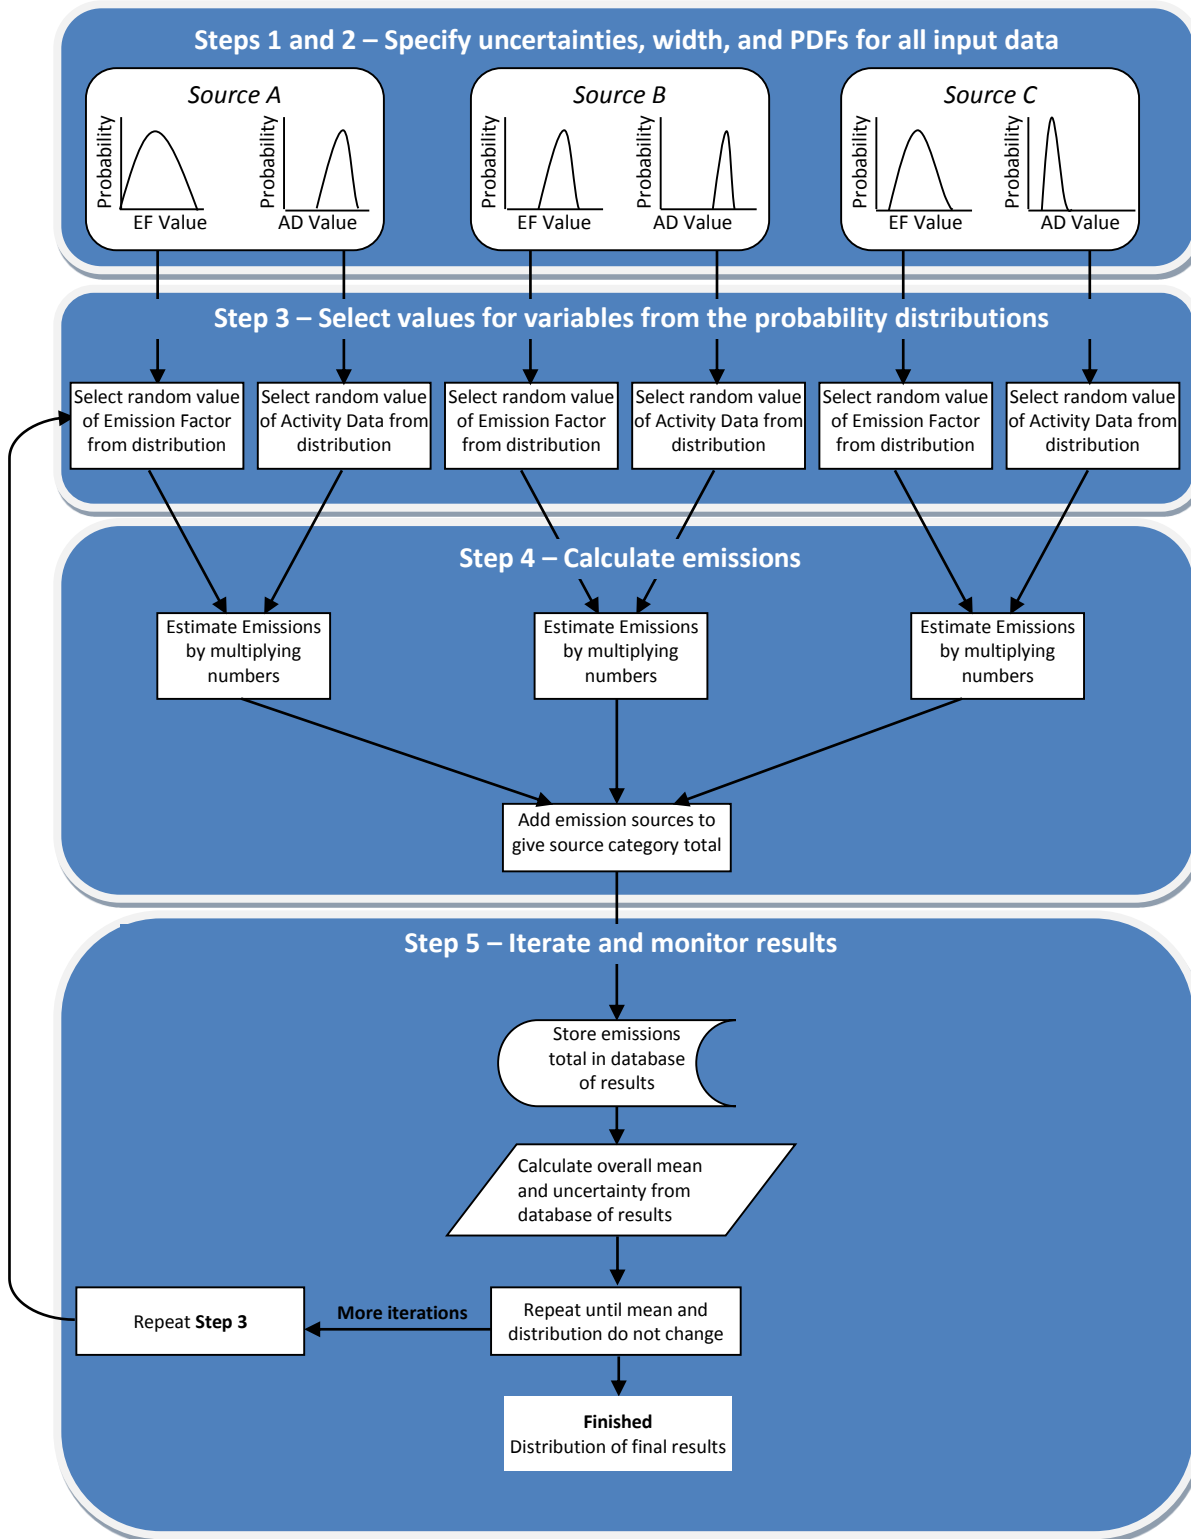 Steps 1 and 2 – Specify uncertainties, width, and PDFs for all input data
Source A
Probability
EF Value
Probability
AD Value
Source B
Probability
EF Value
Probability
AD Value
Source C
Probability
EF Value
Probability
AD Value
Step 3 – Select values for variables from the probability distributions
Select random value
of Emission Factor
from distribution
Select random value
of Activity Data from
distribution
Select random value
of Emission Factor
from distribution
Select random value
of Activity Data from
distribution
Select random value
of Emission Factor
from distribution
Select random value
of Activity Data from
distribution
Step 4 – Calculate emissions
Estimate Emissions
by multiplying
numbers
Estimate Emissions
by multiplying
numbers
Estimate Emissions
by multiplying
numbers
Add emission sources to
give source category total
Step 5 – Iterate and monitor results
Store emissions
total in database
of results
Calculate overall mean
and uncertainty from
database of results
Repeat until mean and
distribution do not change
More iterations
Repeat Step 3
Finished
Distribution of final results